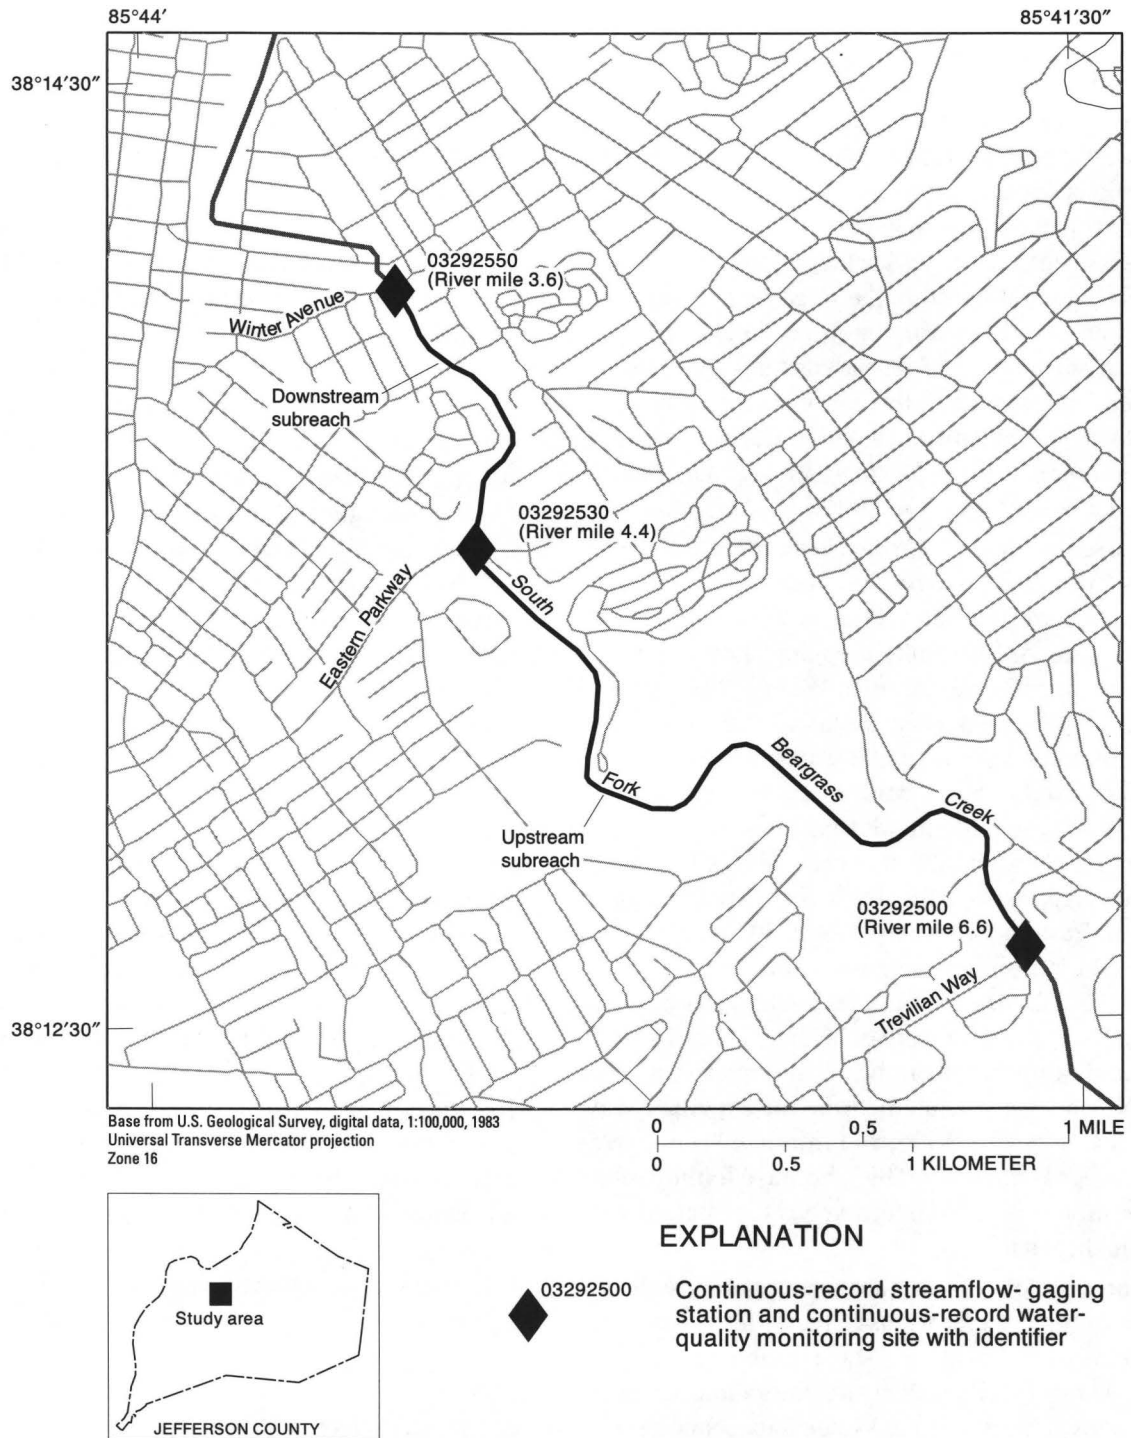 85°44′
85°41′30″
38°14′30″
03292550
(River mile 3.6)
Winter Avenue
Downstream
subreach
03292530
(River mile 4.4)
South
Eastern Parkway
Beargrass
Fork
Creek
Upstream
subreach
03292500
(River mile 6.6)
Trevilian Way
38°12′30″
Base from U.S. Geological Survey, digital data, 1:100,000, 1983
Universal Transverse Mercator projection
Zone 16
0 0.5 1 MILE
0 0.5 1 KILOMETER
Study area
JEFFERSON COUNTY
EXPLANATION
03292500
Continuous-record streamflow- gaging
station and continuous-record water-
quality monitoring site with identifier